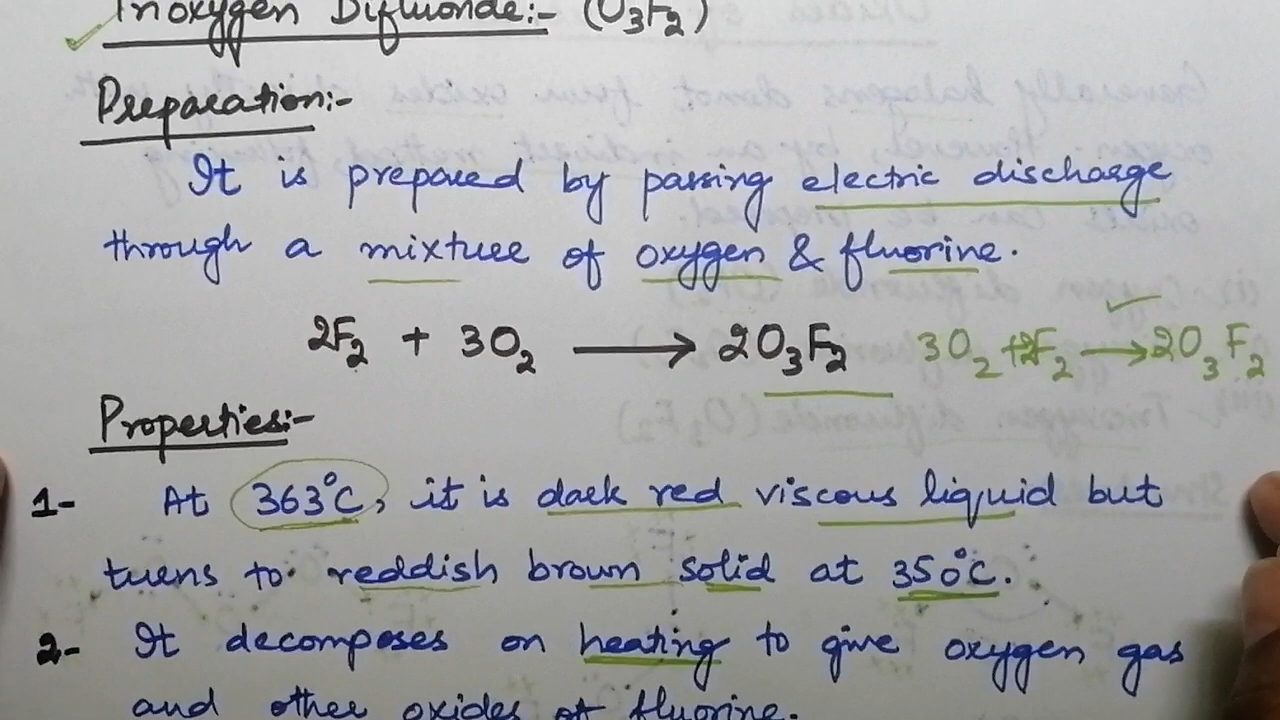 Trioxygen Difluoride:- (O₃F₂)
Preparation:-
It is prepared by passing electric discharge
through a mixture of oxygen & fluorine.
2F₂ + 3O₂ ⟶ 2O₃F₂ 3O₂ + 2F₂ ⟶ 2O₃F₂
Properties:-
1- At 363°C, it is dark red viscous liquid but
turns to reddish brown solid at 350°C.
2- It decomposes on heating to give oxygen gas
and other oxides of fluorine.